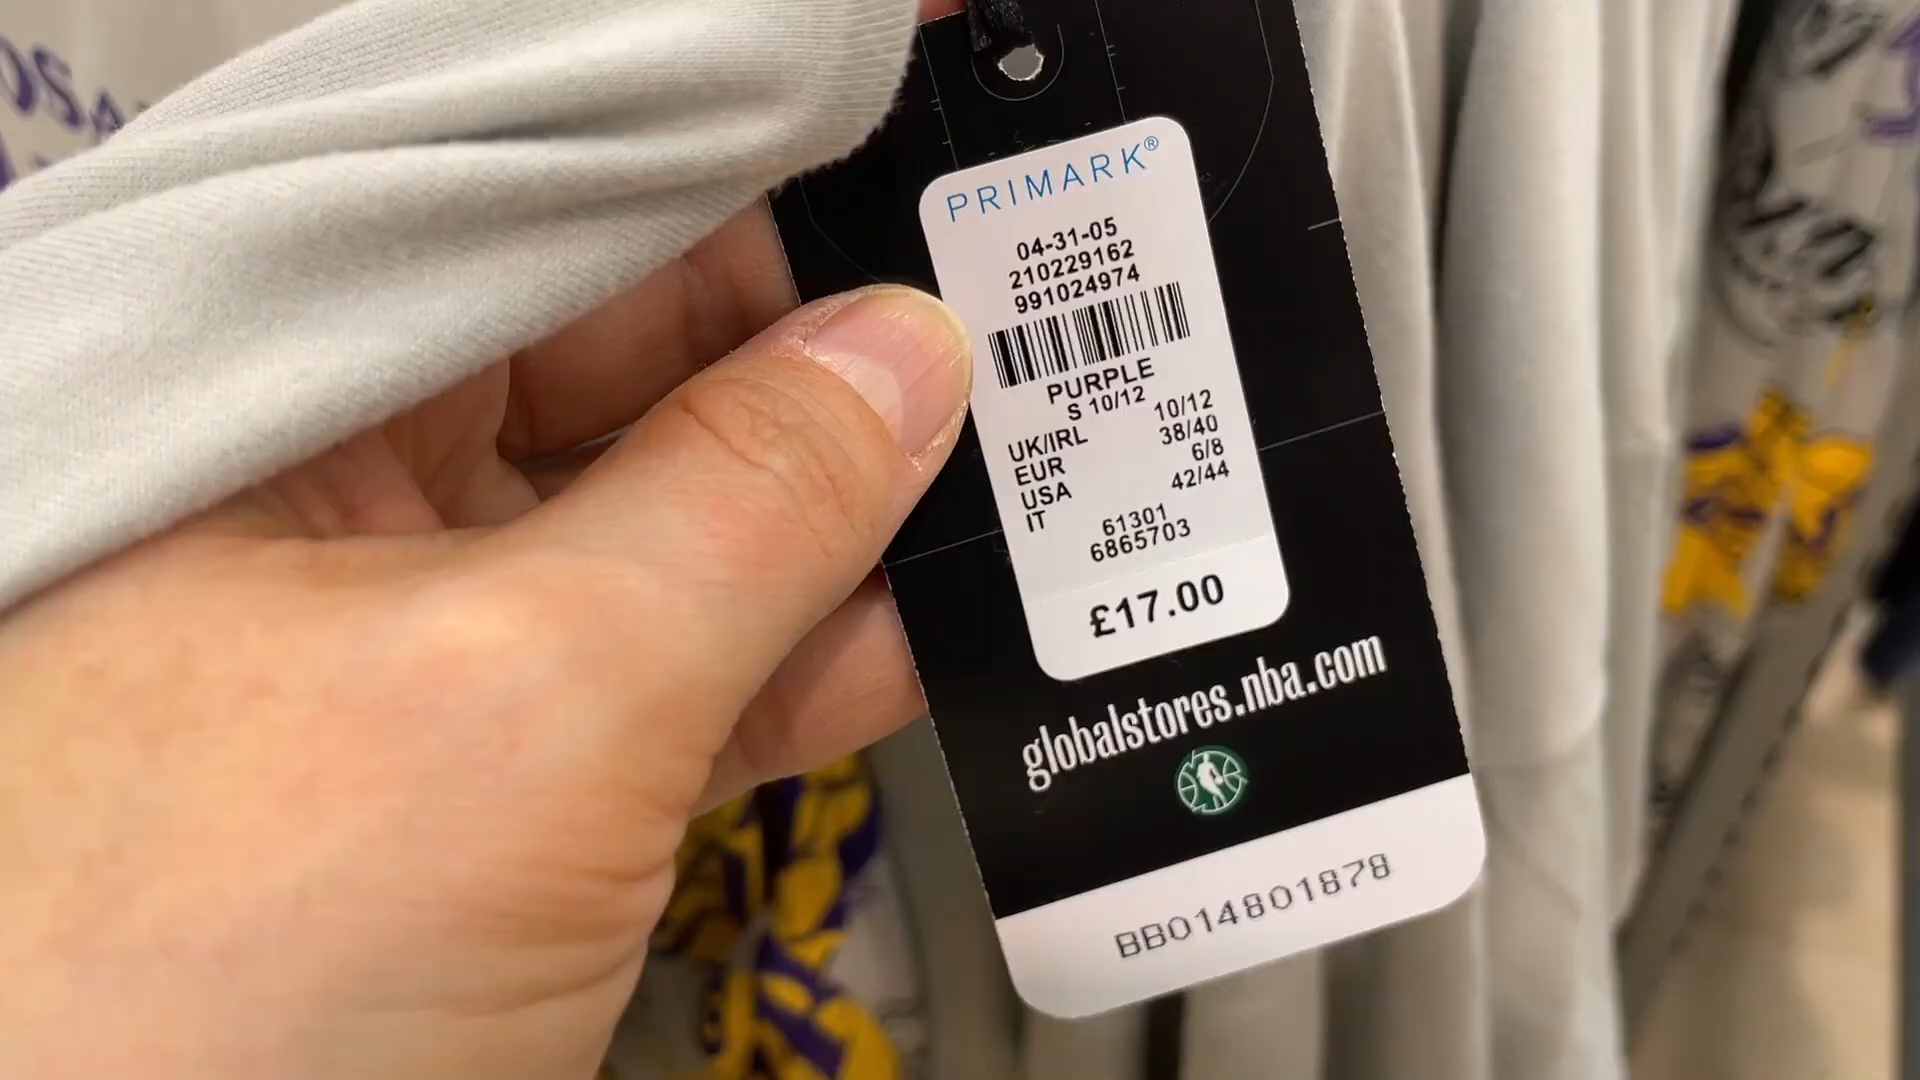 PRIMARK®
04-31-05
210229162
991024974
PURPLE
S 10/12
UK/IRL 10/12
EUR 38/40
USA 6/8
IT 42/44
61301
6865703
£17.00
globalstores.nba.com
BB014801878